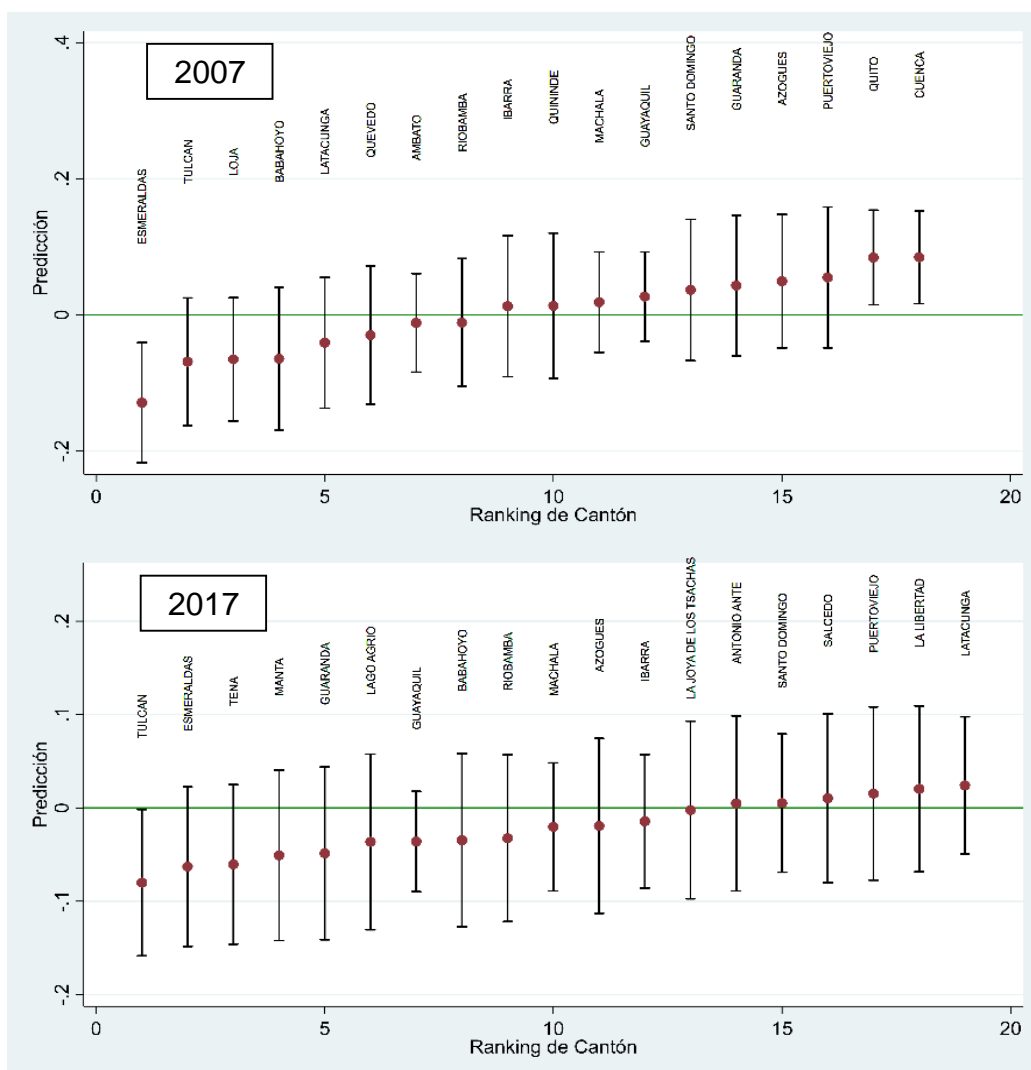 2007
.4
.2
0
-.2
Predicción
ESMERALDAS
TULCAN
LOJA
BABAHOYO
LATACUNGA
QUEVEDO
AMBATO
RIOBAMBA
IBARRA
QUININDE
MACHALA
GUAYAQUIL
SANTO DOMINGO
GUARANDA
AZOGUES
PUERTOVIEJO
QUITO
CUENCA
0 5 10 15 20
Ranking de Cantón
2017
.2
.1
0
-.1
-.2
Predicción
TULCAN
ESMERALDAS
TENA
MANTA
GUARANDA
LAGO AGRIO
GUAYAQUIL
BABAHOYO
RIOBAMBA
MACHALA
AZOGUES
IBARRA
LA JOYA DE LOS TSACHAS
ANTONIO ANTE
SANTO DOMINGO
SALCEDO
PUERTOVIEJO
LA LIBERTAD
LATACUNGA
0 5 10 15 20
Ranking de Cantón